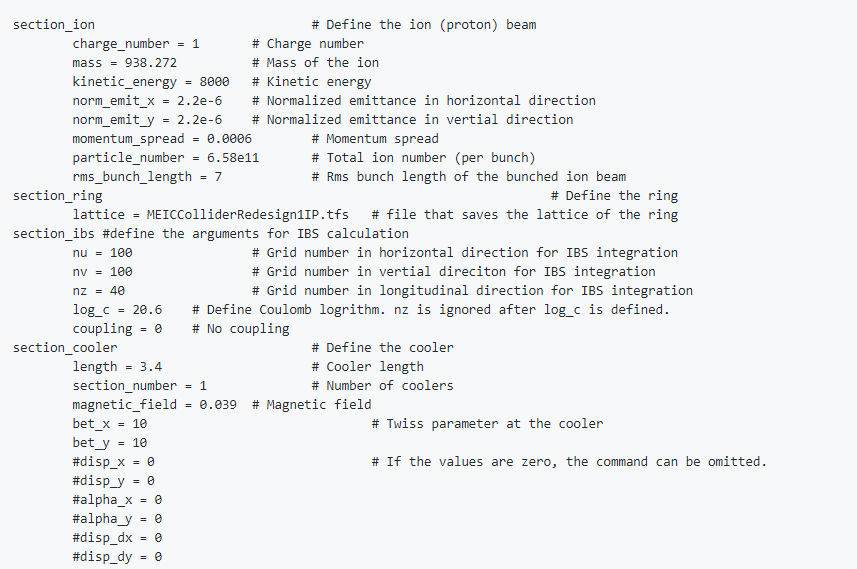 section_ion # Define the ion (proton) beam
charge_number = 1 # Charge number
mass = 938.272 # Mass of the ion
kinetic_energy = 8000 # Kinetic energy
norm_emit_x = 2.2e-6 # Normalized emittance in horizontal direction
norm_emit_y = 2.2e-6 # Normalized emittance in vertial direction
momentum_spread = 0.0006 # Momentum spread
particle_number = 6.58e11 # Total ion number (per bunch)
rms_bunch_length = 7 # Rms bunch length of the bunched ion beam
section_ring # Define the ring
lattice = MEICColliderRedesign1IP.tfs # file that saves the lattice of the ring
section_ibs #define the arguments for IBS calculation
nu = 100 # Grid number in horizontal direction for IBS integration
nv = 100 # Grid number in vertial direciton for IBS integration
nz = 40 # Grid number in longitudinal direction for IBS integration
log_c = 20.6 # Define Coulomb logrithm. nz is ignored after log_c is defined.
coupling = 0 # No coupling
section_cooler # Define the cooler
length = 3.4 # Cooler length
section_number = 1 # Number of coolers
magnetic_field = 0.039 # Magnetic field
bet_x = 10 # Twiss parameter at the cooler
bet_y = 10
#disp_x = 0 # If the values are zero, the command can be omitted.
#disp_y = 0
#alpha_x = 0
#alpha_y = 0
#disp_dx = 0
#disp_dy = 0